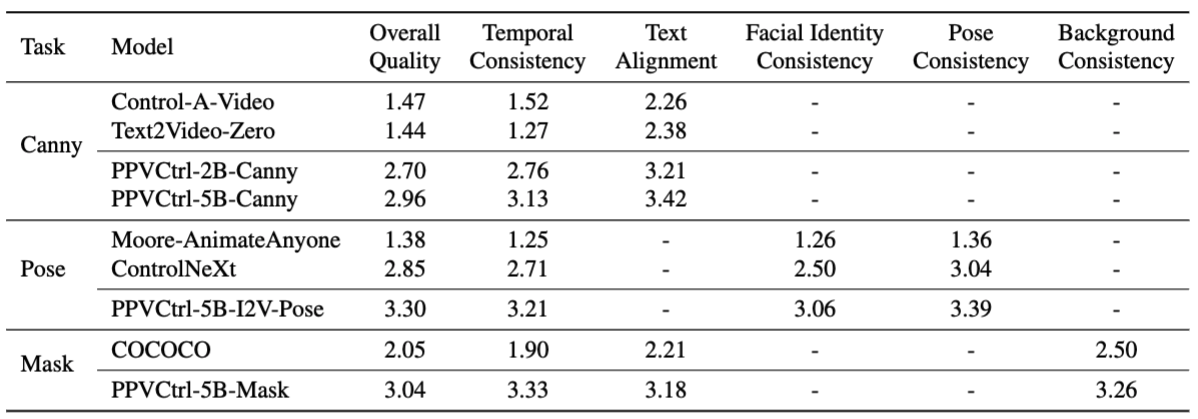 Task Model Overall Quality Temporal Consistency Text Alignment Facial Identity Consistency Pose Consistency Background Consistency
Canny
Control-A-Video 1.47 1.52 2.26 - - -
Text2Video-Zero 1.44 1.27 2.38 - - -
PPVCtrl-2B-Canny 2.70 2.76 3.21 - - -
PPVCtrl-5B-Canny 2.96 3.13 3.42 - - -
Pose
Moore-AnimateAnyone 1.38 1.25 - 1.26 1.36 -
ControlNeXt 2.85 2.71 - 2.50 3.04 -
PPVCtrl-5B-I2V-Pose 3.30 3.21 - 3.06 3.39 -
Mask
COCOCO 2.05 1.90 2.21 - - 2.50
PPVCtrl-5B-Mask 3.04 3.33 3.18 - - 3.26